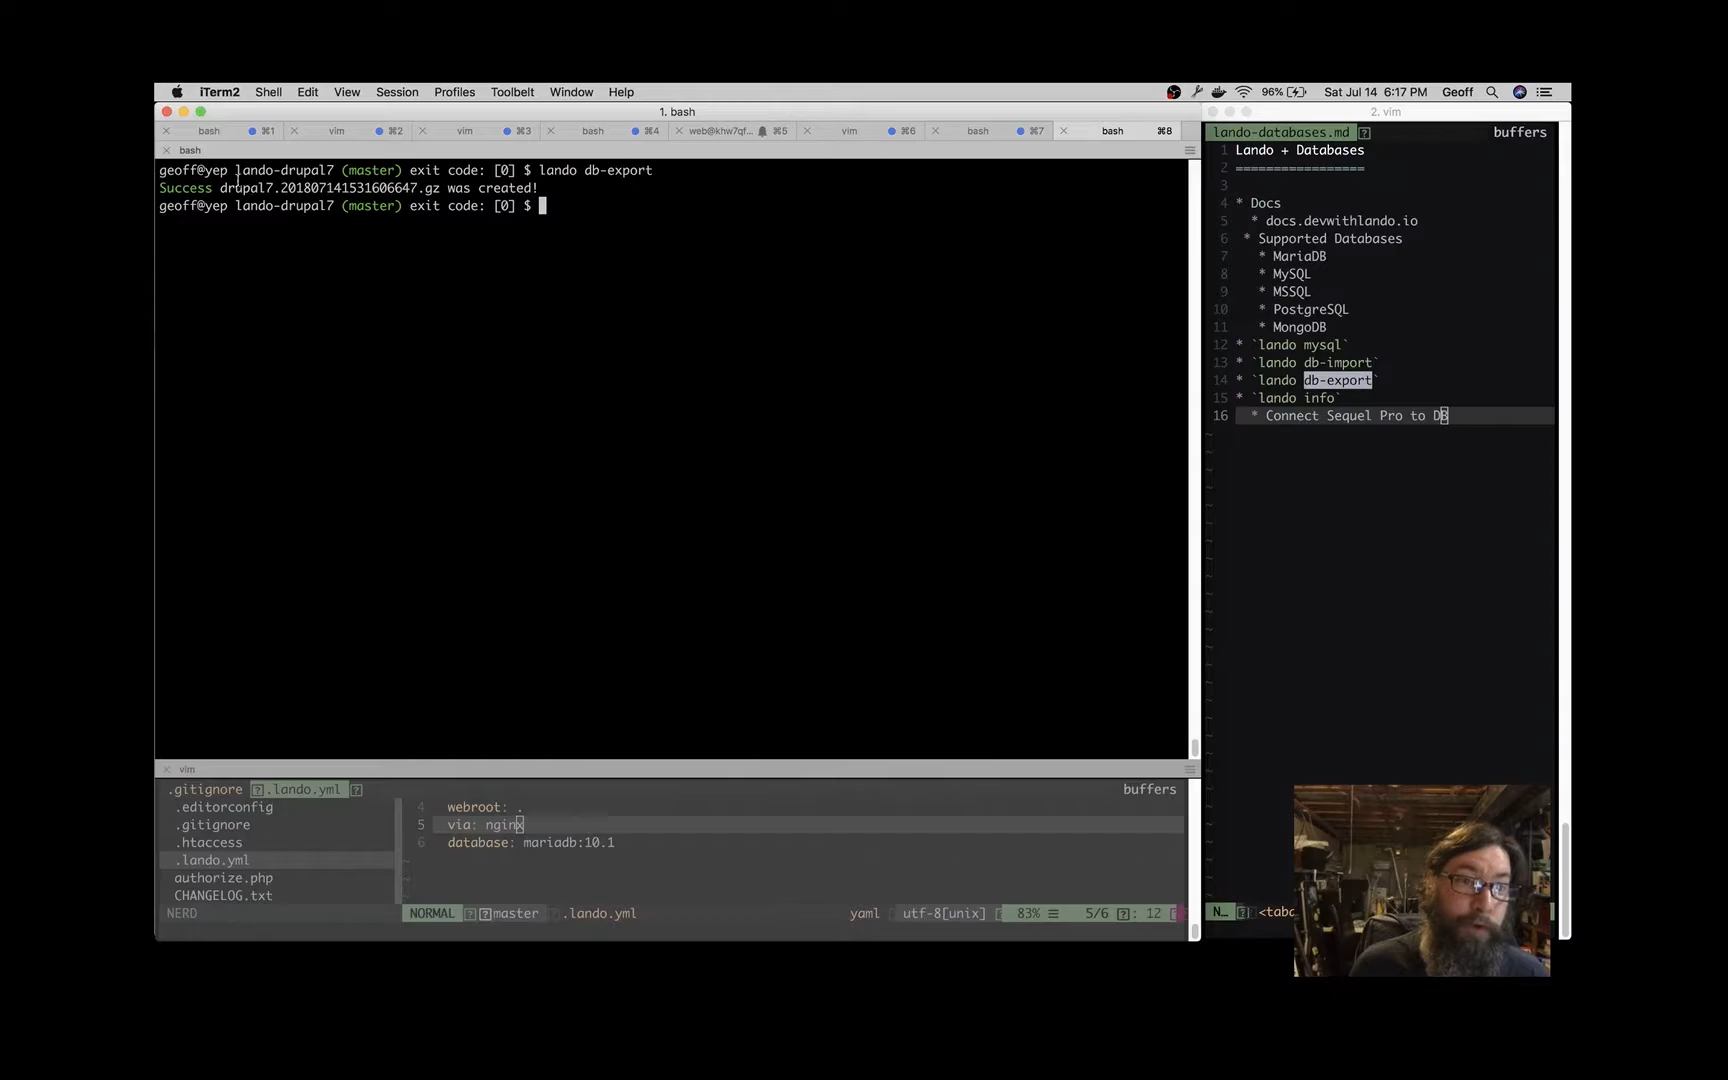 iTerm2 Shell Edit View Session Profiles Toolbelt Window Help 96% Sat Jul 14 6:17 PM Geoff
1. bash
bash ⌘1 vim ⌘2 vim ⌘3 bash ⌘4 web@khw7qf... ⌘5 vim ⌘6 bash ⌘7 bash ⌘8
bash
geoff@yep lando-drupal7 (master) exit code: [0] $ lando db-export
Success drupal7.201807141531606647.gz was created!
geoff@yep lando-drupal7 (master) exit code: [0] $
vim
.gitignore [?].lando.yml [?] buffers
.editorconfig
.gitignore
.htaccess
.lando.yml
authorize.php
CHANGELOG.txt
NERD
4 webroot: .
5 via: nginx
6 database: mariadb:10.1
NORMAL [?] [?]master .lando.yml yaml utf-8[unix] 83% ☰ 5/6 [?]: 12
2. vim
lando-databases.md [?] buffers
1 Lando + Databases
2 =================
3
4 * Docs
5 * docs.devwithlando.io
6 * Supported Databases
7 * MariaDB
8 * MySQL
9 * MSSQL
10 * PostgreSQL
11 * MongoDB
12 * `lando mysql`
13 * `lando db-import`
14 * `lando db-export`
15 * `lando info`
16 * Connect Sequel Pro to DB
N… [?] <taba